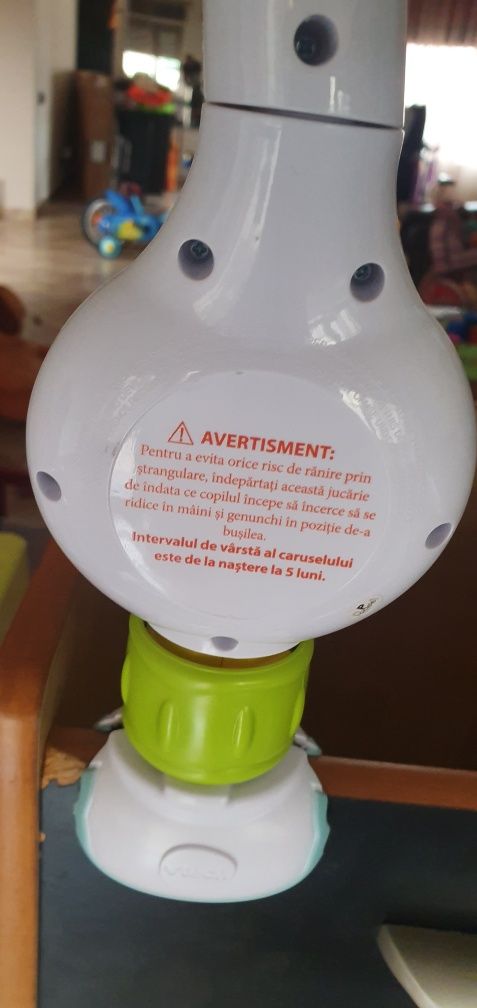 AVERTISMENT:
Pentru a evita orice risc de rănire prin
ștrangulare, îndepărtați această jucărie
de îndata ce copilul începe să încerce să se
ridice în mâini și genunchi în poziție de-a
bușilea.
Intervalul de vârstă al caruselului
este de la naștere la 5 luni.